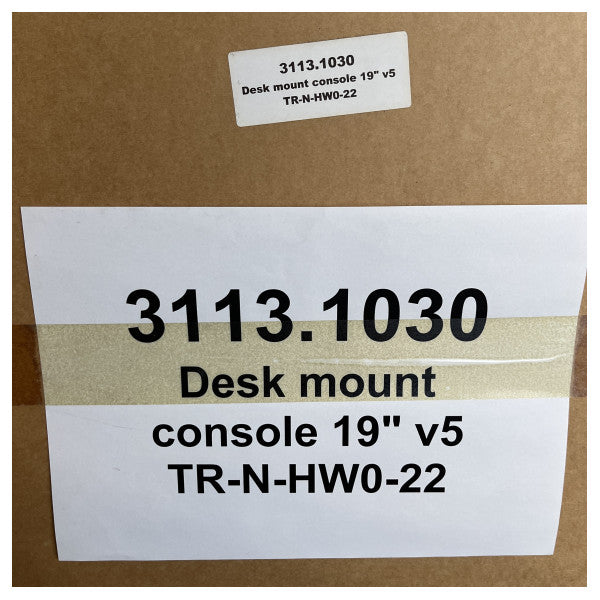 3113.1030
Desk mount console 19" v5
TR-N-HW0-22
3113.1030
Desk mount
console 19" v5
TR-N-HW0-22